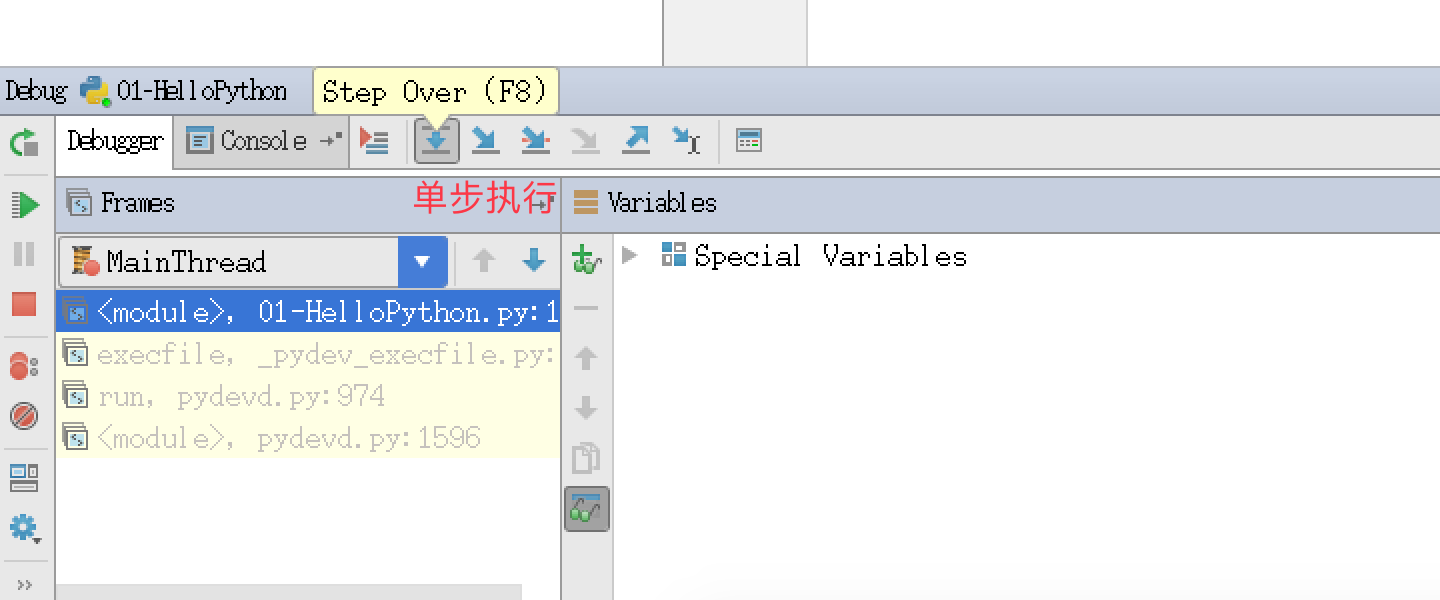 Debug 01-HelloPython
Step Over (F8)
Debugger Console
Frames 单步执行 Variables
MainThread
Special Variables
<module>, 01-HelloPython.py:1
execfile, _pydev_execfile.py:
run, pydevd.py:974
<module>, pydevd.py:1596